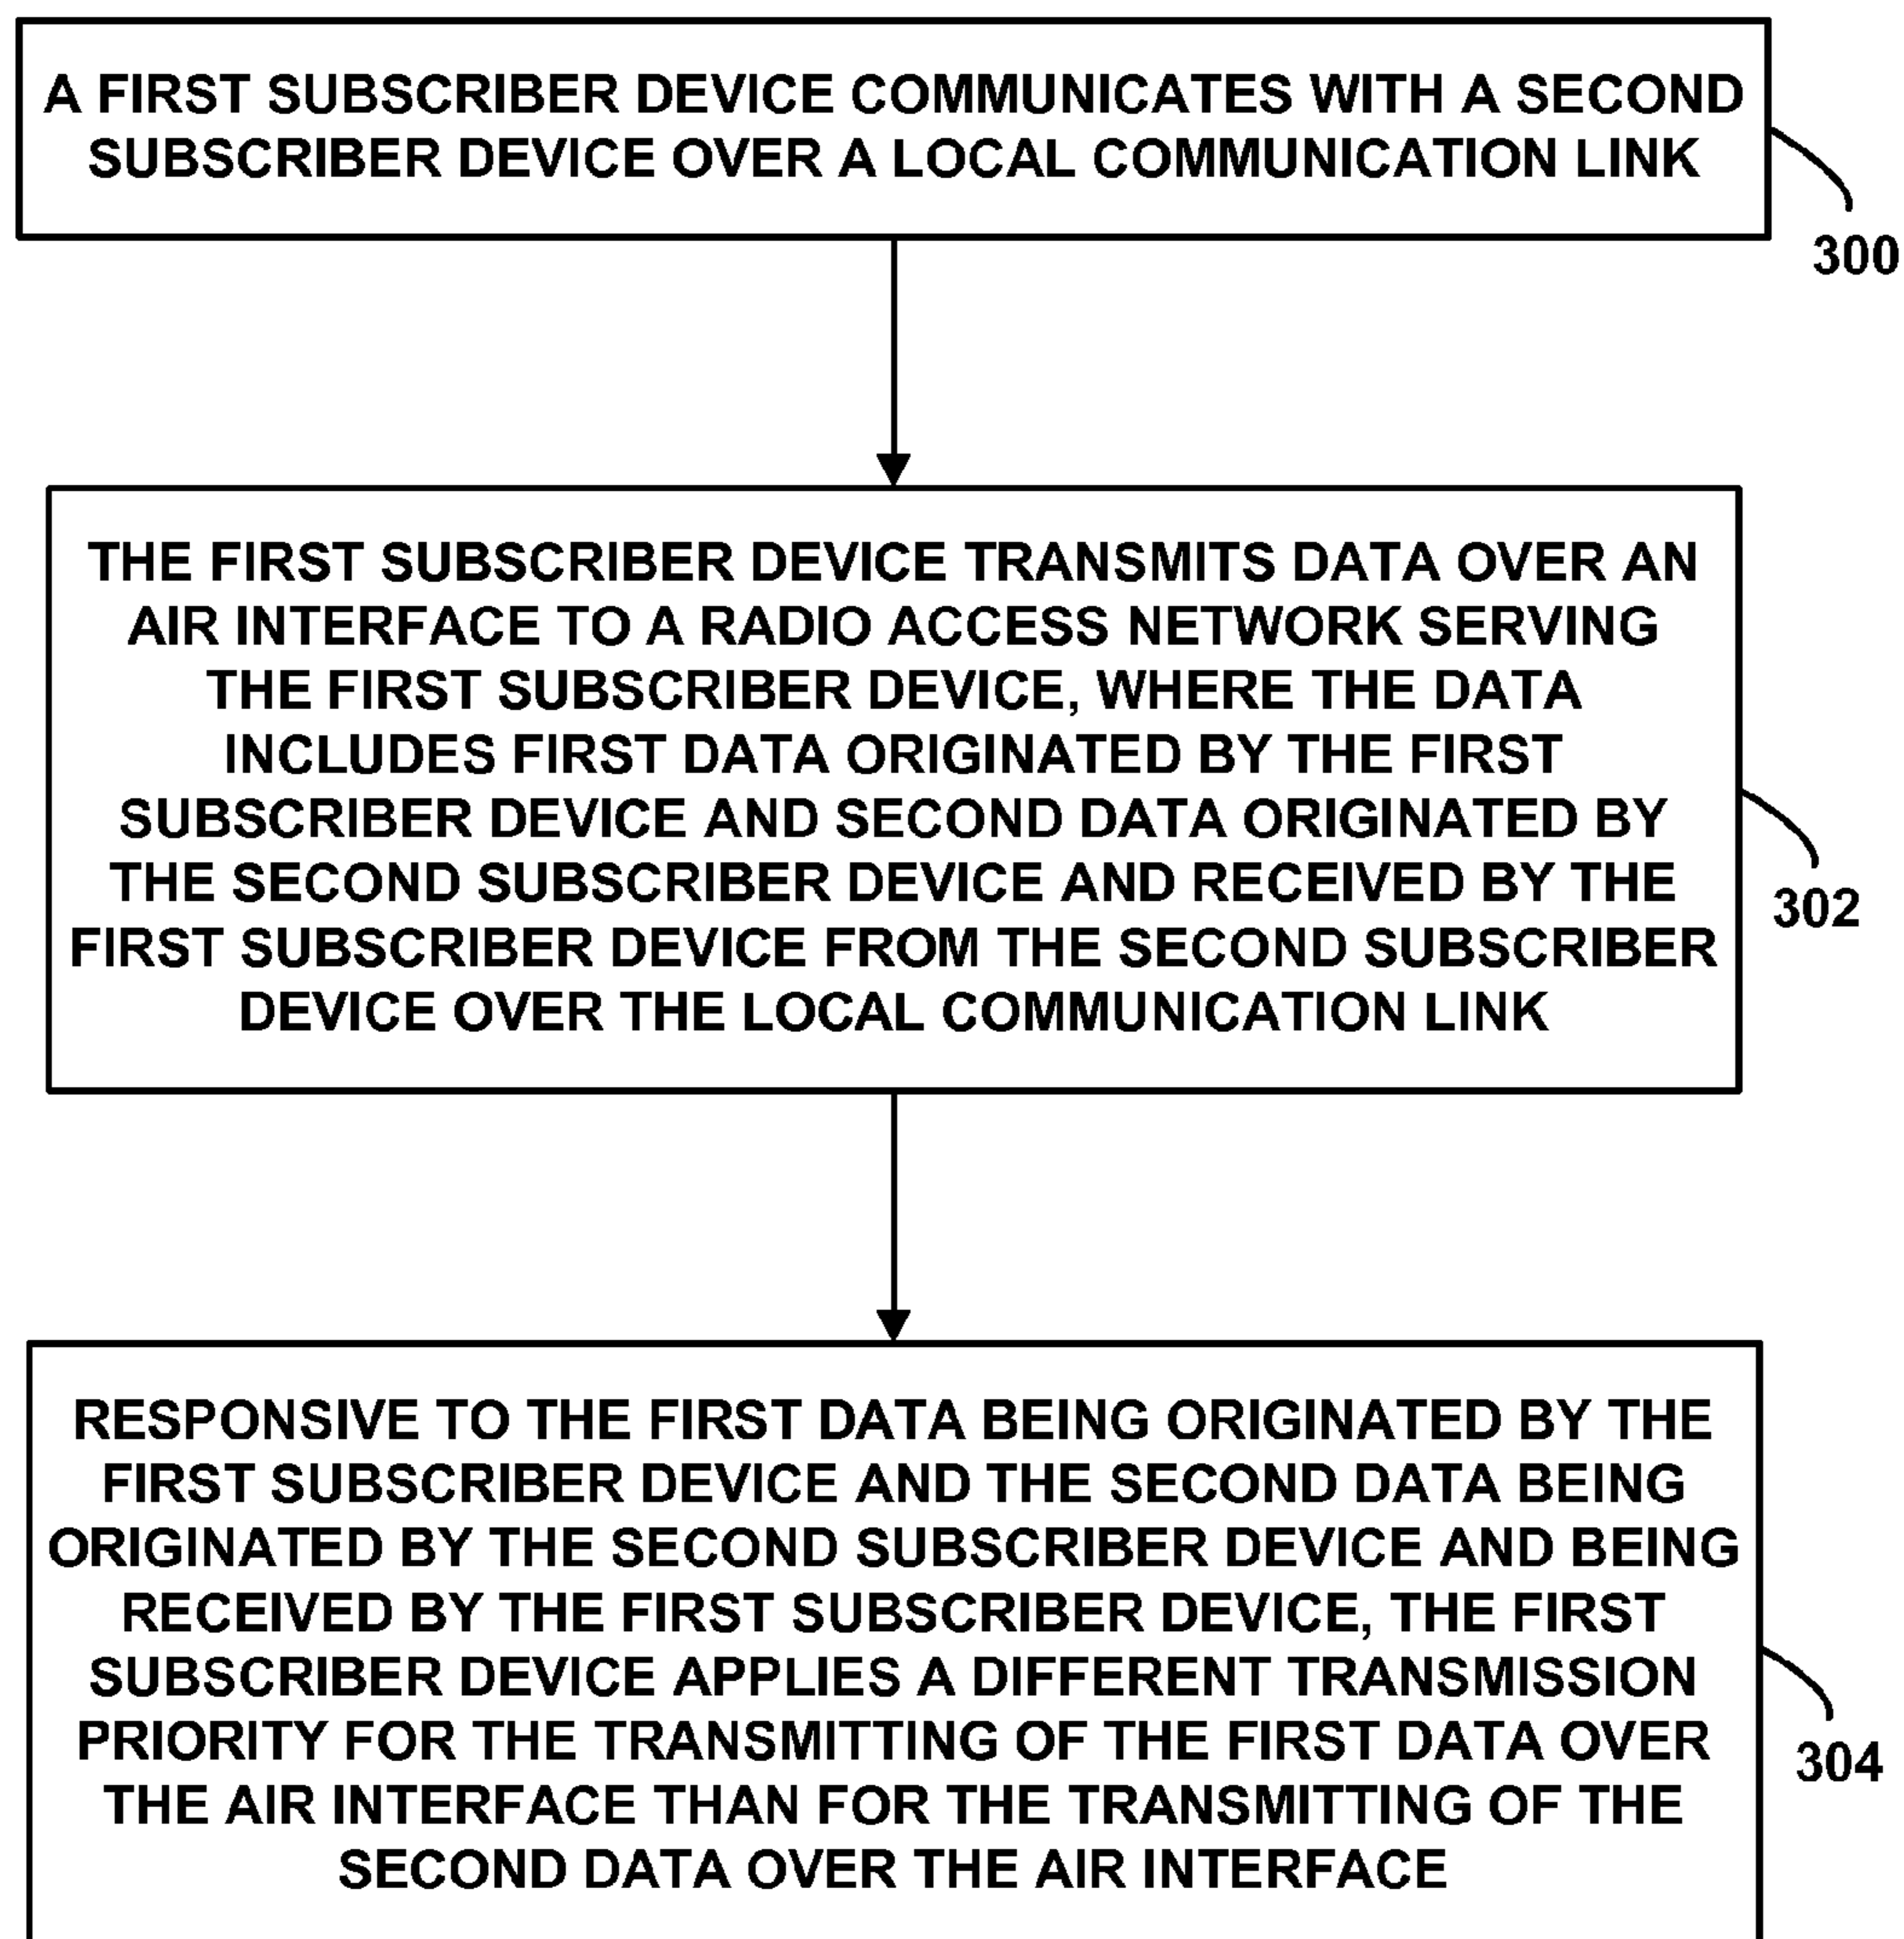 A FIRST SUBSCRIBER DEVICE COMMUNICATES WITH A SECOND
SUBSCRIBER DEVICE OVER A LOCAL COMMUNICATION LINK
300
THE FIRST SUBSCRIBER DEVICE TRANSMITS DATA OVER AN
AIR INTERFACE TO A RADIO ACCESS NETWORK SERVING
THE FIRST SUBSCRIBER DEVICE, WHERE THE DATA
INCLUDES FIRST DATA ORIGINATED BY THE FIRST
SUBSCRIBER DEVICE AND SECOND DATA ORIGINATED BY
THE SECOND SUBSCRIBER DEVICE AND RECEIVED BY THE
FIRST SUBSCRIBER DEVICE FROM THE SECOND SUBSCRIBER
DEVICE OVER THE LOCAL COMMUNICATION LINK
302
RESPONSIVE TO THE FIRST DATA BEING ORIGINATED BY THE
FIRST SUBSCRIBER DEVICE AND THE SECOND DATA BEING
ORIGINATED BY THE SECOND SUBSCRIBER DEVICE AND BEING
RECEIVED BY THE FIRST SUBSCRIBER DEVICE, THE FIRST
SUBSCRIBER DEVICE APPLIES A DIFFERENT TRANSMISSION
PRIORITY FOR THE TRANSMITTING OF THE FIRST DATA OVER
THE AIR INTERFACE THAN FOR THE TRANSMITTING OF THE
SECOND DATA OVER THE AIR INTERFACE
304